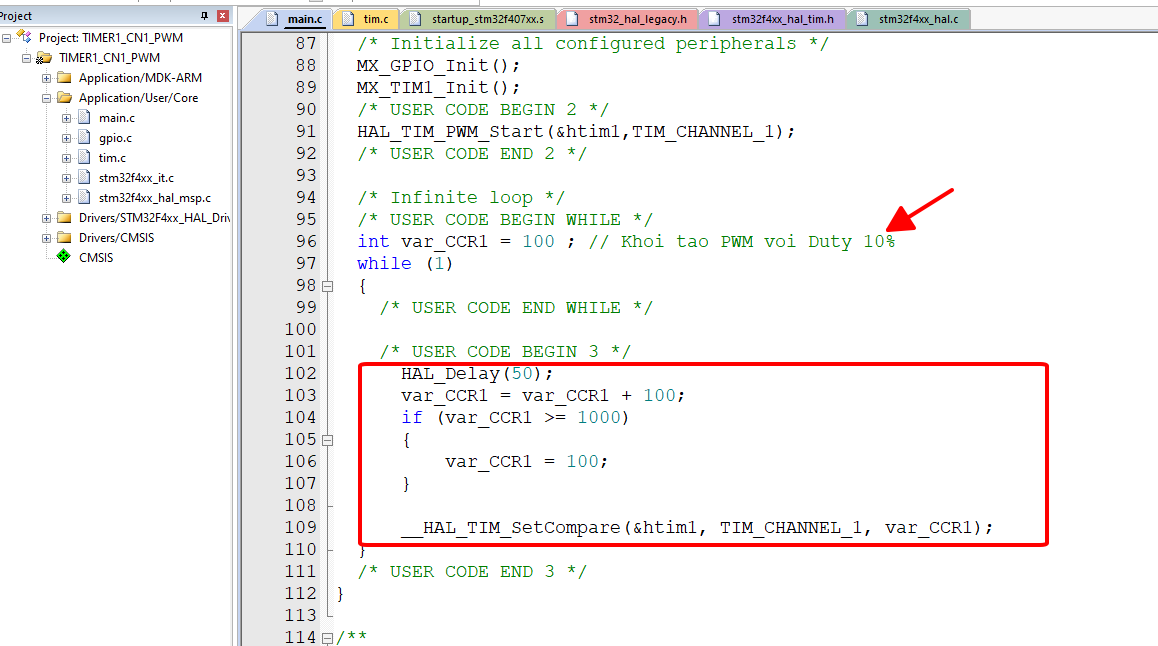 Project
Project: TIMER1_CN1_PWM
TIMER1_CN1_PWM
Application/MDK-ARM
Application/User/Core
main.c
gpio.c
tim.c
stm32f4xx_it.c
stm32f4xx_hal_msp.c
Drivers/STM32F4xx_HAL_Driv
Drivers/CMSIS
CMSIS
main.c tim.c startup_stm32f407xx.s stm32_hal_legacy.h stm32f4xx_hal_tim.h stm32f4xx_hal.c
87 /* Initialize all configured peripherals */
88 MX_GPIO_Init();
89 MX_TIM1_Init();
90 /* USER CODE BEGIN 2 */
91 HAL_TIM_PWM_Start(&htim1,TIM_CHANNEL_1);
92 /* USER CODE END 2 */
93
94 /* Infinite loop */
95 /* USER CODE BEGIN WHILE */
96 int var_CCR1 = 100 ; // Khoi tao PWM voi Duty 10%
97 while (1)
98 {
99 /* USER CODE END WHILE */
100
101 /* USER CODE BEGIN 3 */
102 HAL_Delay(50);
103 var_CCR1 = var_CCR1 + 100;
104 if (var_CCR1 >= 1000)
105 {
106 var_CCR1 = 100;
107 }
108
109 __HAL_TIM_SetCompare(&htim1, TIM_CHANNEL_1, var_CCR1);
110 }
111 /* USER CODE END 3 */
112 }
113
114 /**